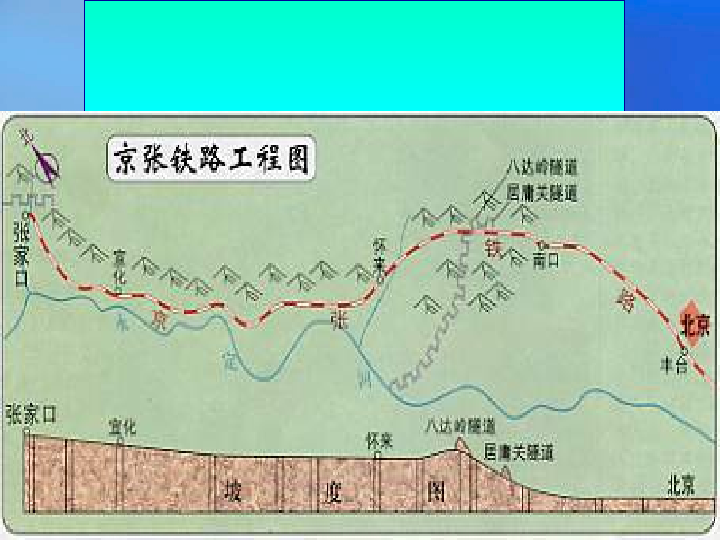 北
京张铁路工程图
八达岭隧道
居庸关隧道
张家口
宣化
怀来
南口
京 张 铁 路
北京
丰台
永 定 河
张家口
宣化
怀来
八达岭隧道
居庸关隧道
北京
坡 度 图